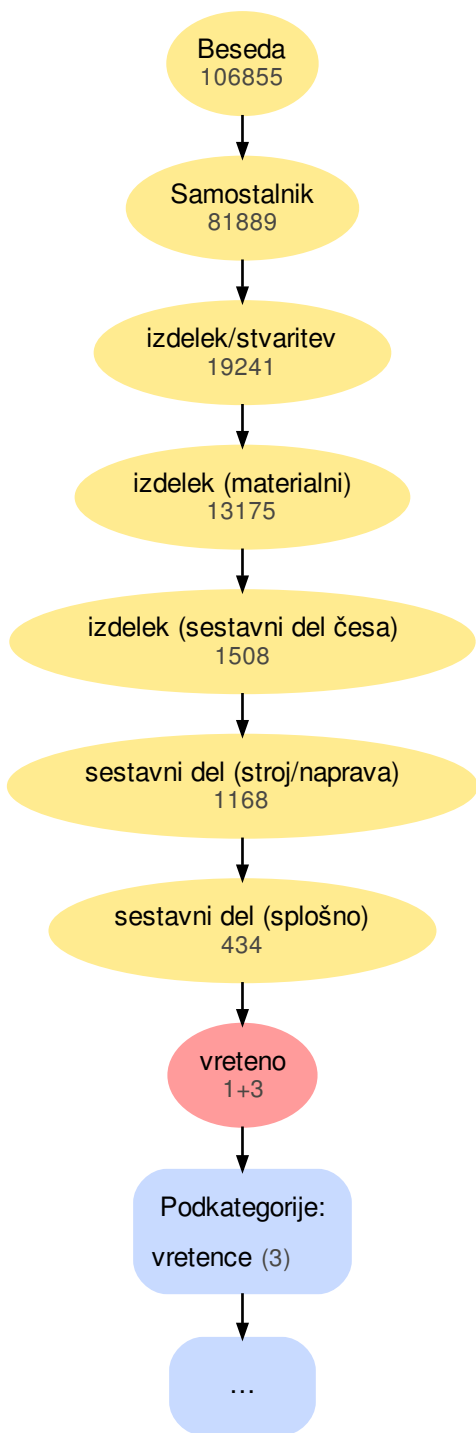 Beseda
106855
Samostalnik
81889
izdelek/stvaritev
19241
izdelek (materialni)
13175
izdelek (sestavni del česa)
1508
sestavni del (stroj/naprava)
1168
sestavni del (splošno)
434
vreteno
1+3
Podkategorije:
vretence (3)
...